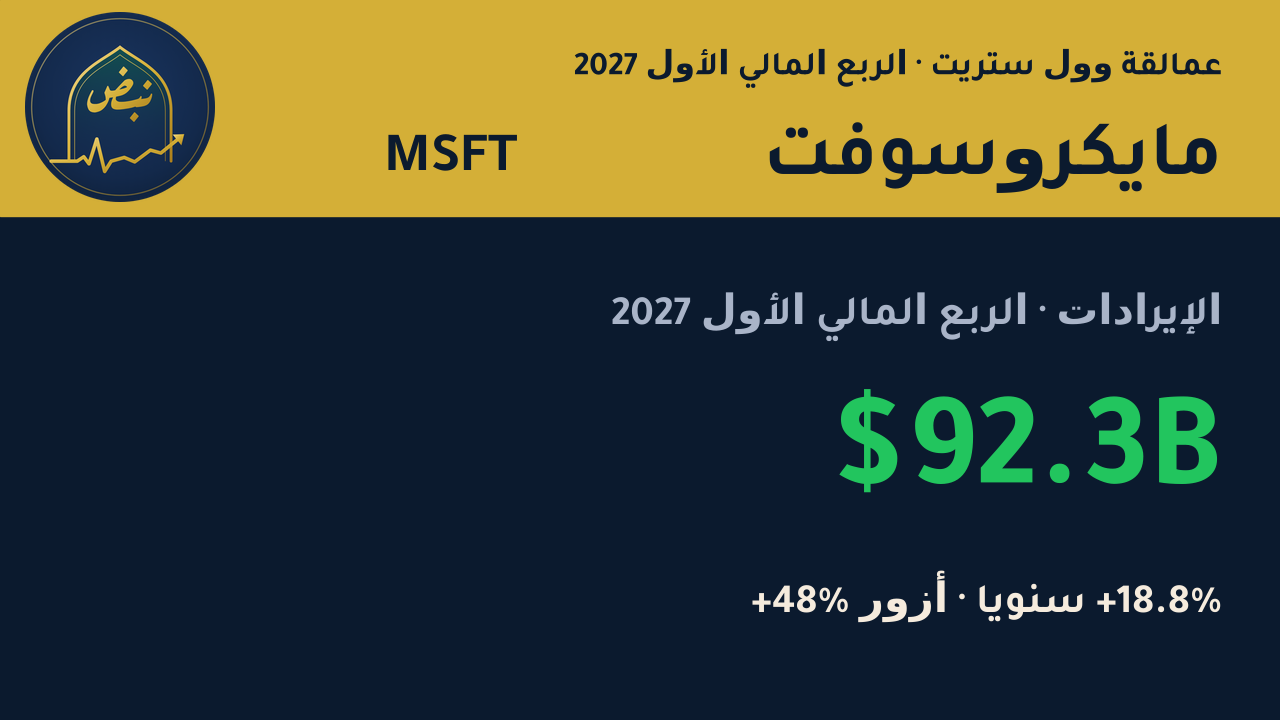 عمالقة وول ستريت · الربع المالي الأول 2027
مايكروسوفت MSFT
نبض
الإيرادات · الربع المالي الأول 2027
$92.3B
+18.8% سنويا · أزور +48%